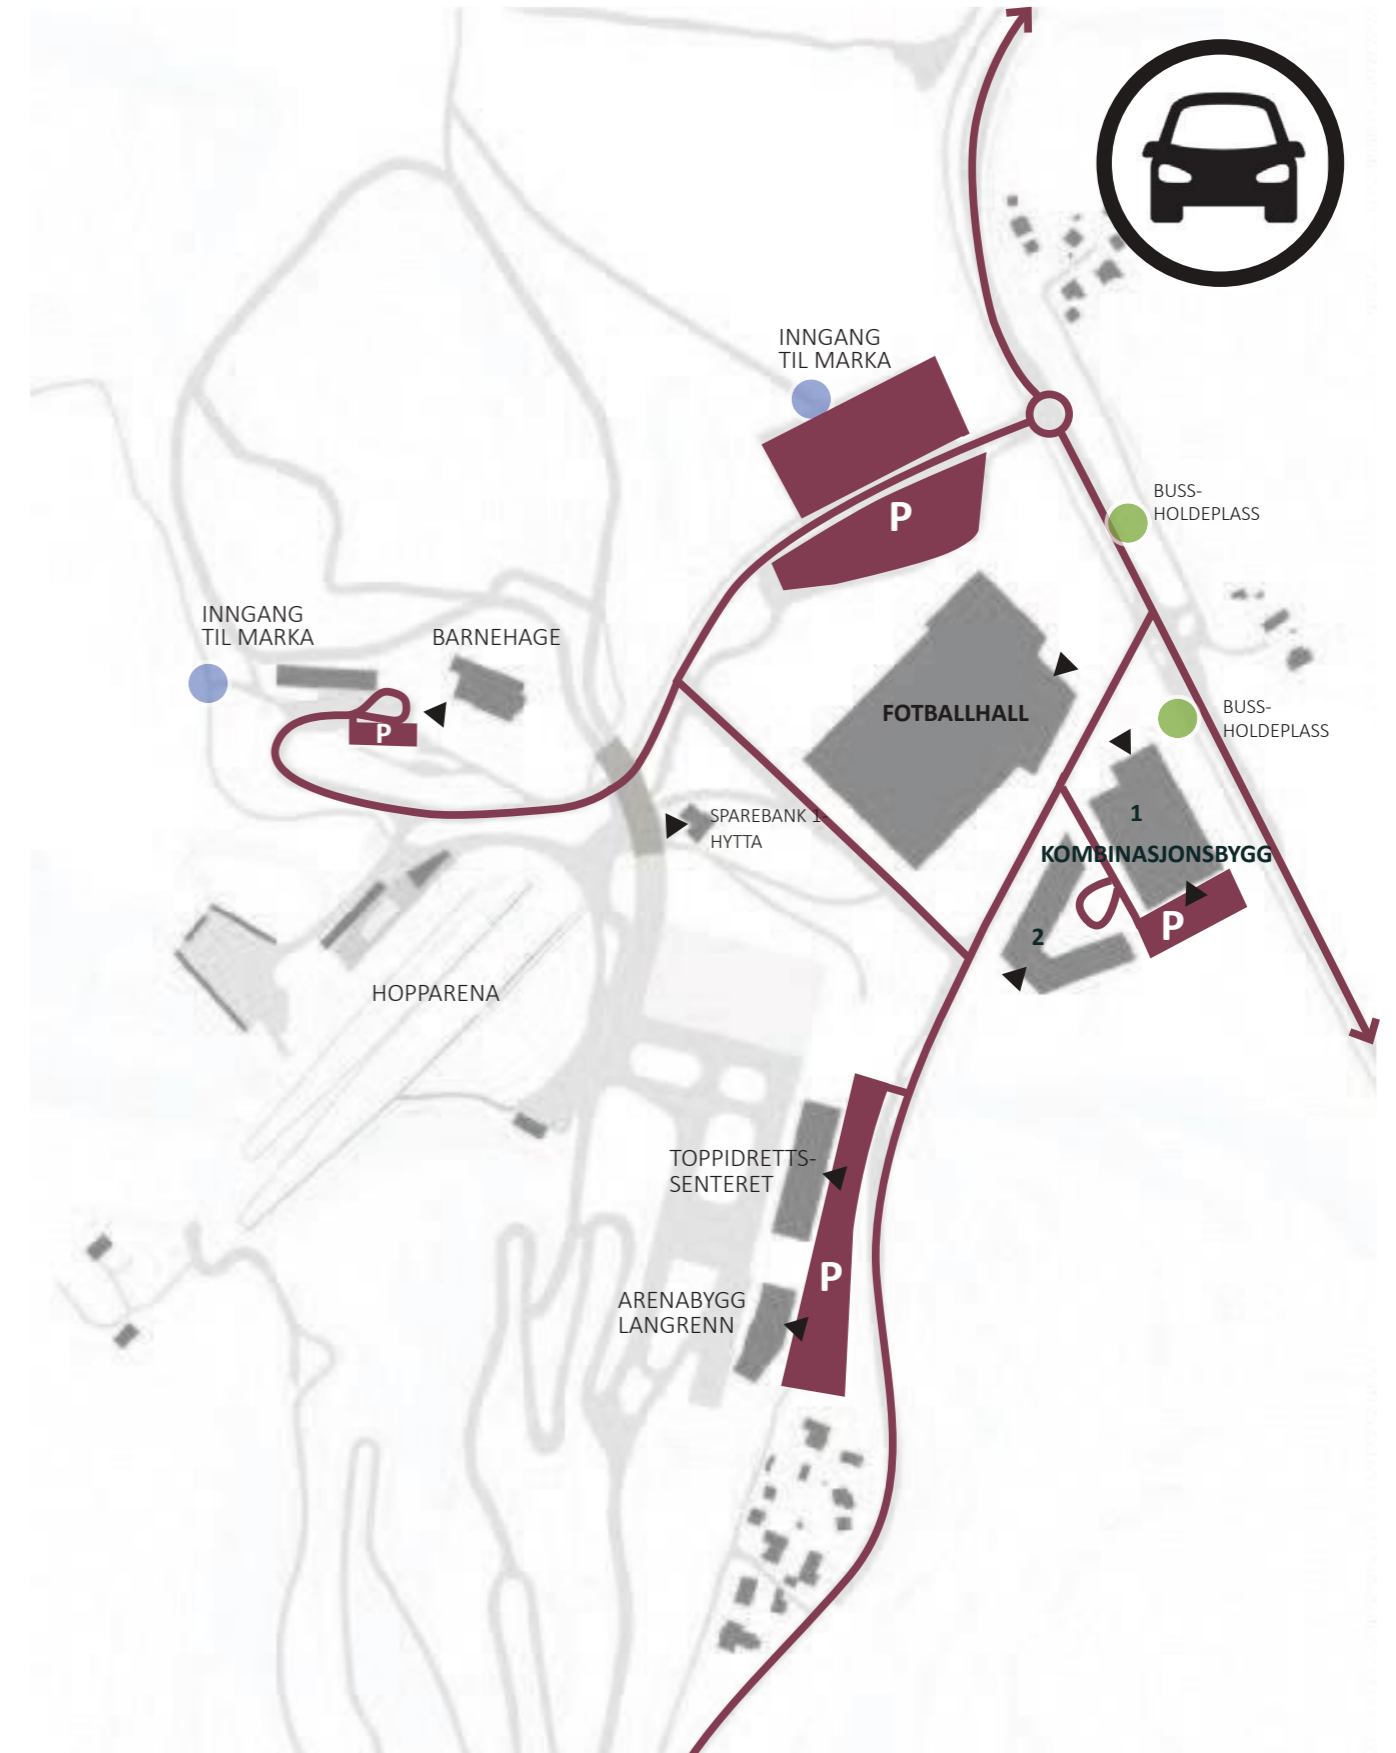 INNGANG
TIL MARKA
P
BUSS-
HOLDEPLASS
INNGANG
TIL MARKA
BARNEHAGE
P
FOTBALLHALL
BUSS-
HOLDEPLASS
SPAREBANK 1-
HYTTA
1
KOMBINASJONSBYGG
P
2
HOPPARENA
TOPPIDRETTS-
SENTERET
P
ARENABYGG
LANGRENN